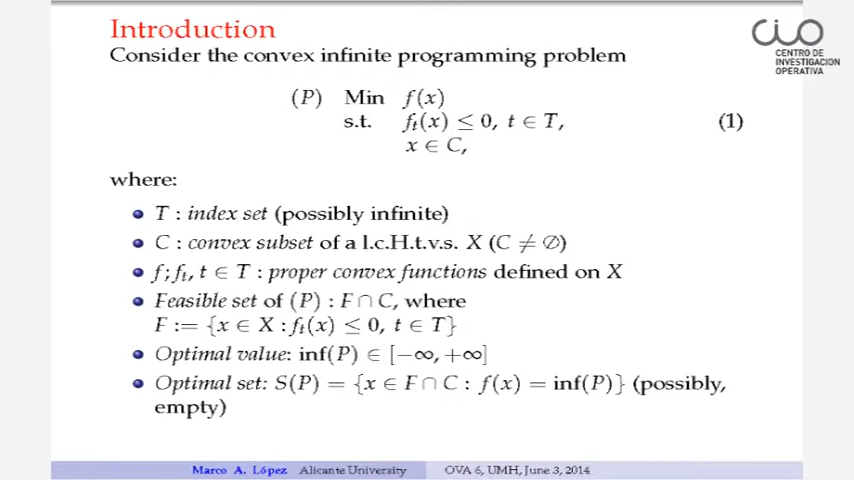 Introduction
Consider the convex infinite programming problem
(P) Min f(x)
s.t. fₜ(x) ≤ 0, t ∈ T, (1)
x ∈ C,
where:
T : index set (possibly infinite)
C : convex subset of a l.c.H.t.v.s. X (C ≠ ∅)
f; fₜ, t ∈ T : proper convex functions defined on X
Feasible set of (P) : F ∩ C, where
F := {x ∈ X : fₜ(x) ≤ 0, t ∈ T}
Optimal value: inf(P) ∈ [−∞, +∞]
Optimal set: S(P) = {x ∈ F ∩ C : f(x) = inf(P)} (possibly,
empty)
CIO
CENTRO DE
INVESTIGACION
OPERATIVA
Marco A. López Alicante University OVA 6, UMH, June 3, 2014